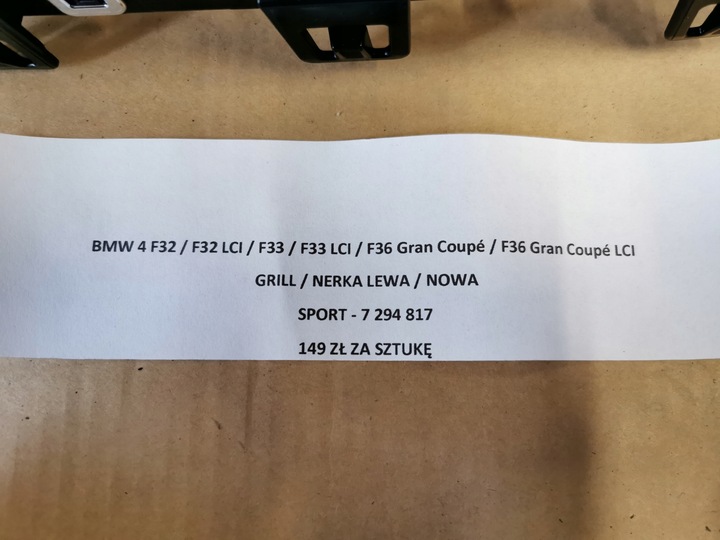 BMW 4 F32 / F32 LCI / F33 / F33 LCI / F36 Gran Coupé / F36 Gran Coupé LCI
GRILL / NERKA LEWA / NOWA
SPORT - 7 294 817
149 ZŁ ZA SZTUKĘ